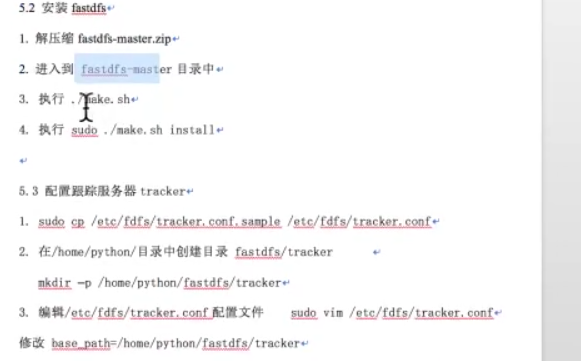 5.2 安装 fastdfs
1. 解压缩 fastdfs-master.zip
2. 进入到 fastdfs-master 目录中
3. 执行 ./make.sh
4. 执行 sudo ./make.sh install
5.3 配置跟踪服务器 tracker
1. sudo cp /etc/fdfs/tracker.conf.sample /etc/fdfs/tracker.conf
2. 在/home/python/目录中创建目录 fastdfs/tracker
mkdir –p /home/python/fastdfs/tracker
3. 编辑/etc/fdfs/tracker.conf 配置文件 sudo vim /etc/fdfs/tracker.conf
修改 base_path=/home/python/fastdfs/tracker